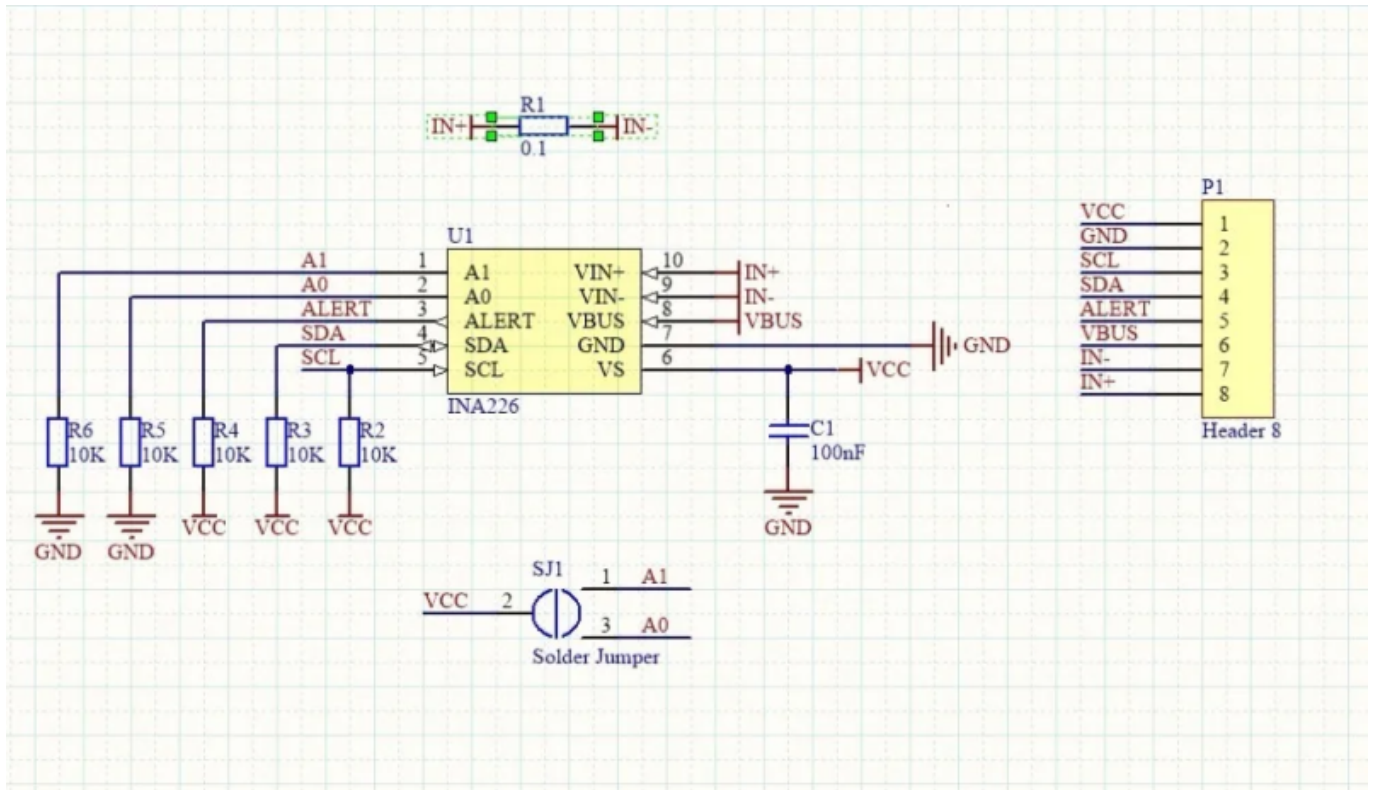 R1
IN+ IN-
0.1
P1
VCC 1
GND 2
SCL 3
SDA 4
ALERT 5
VBUS 6
IN- 7
IN+ 8
Header 8
U1
A1 1 A1 VIN+ 10 IN+
A0 2 A0 VIN- 9 IN-
ALERT 3 ALERT VBUS 8 VBUS
SDA 4 SDA GND 7 GND
SCL 5 SCL VS 6 VCC
INA226
R6 R5 R4 R3 R2
10K 10K 10K 10K 10K
GND GND VCC VCC VCC
C1
100nF
GND
SJ1
VCC 2
1 A1
3 A0
Solder Jumper